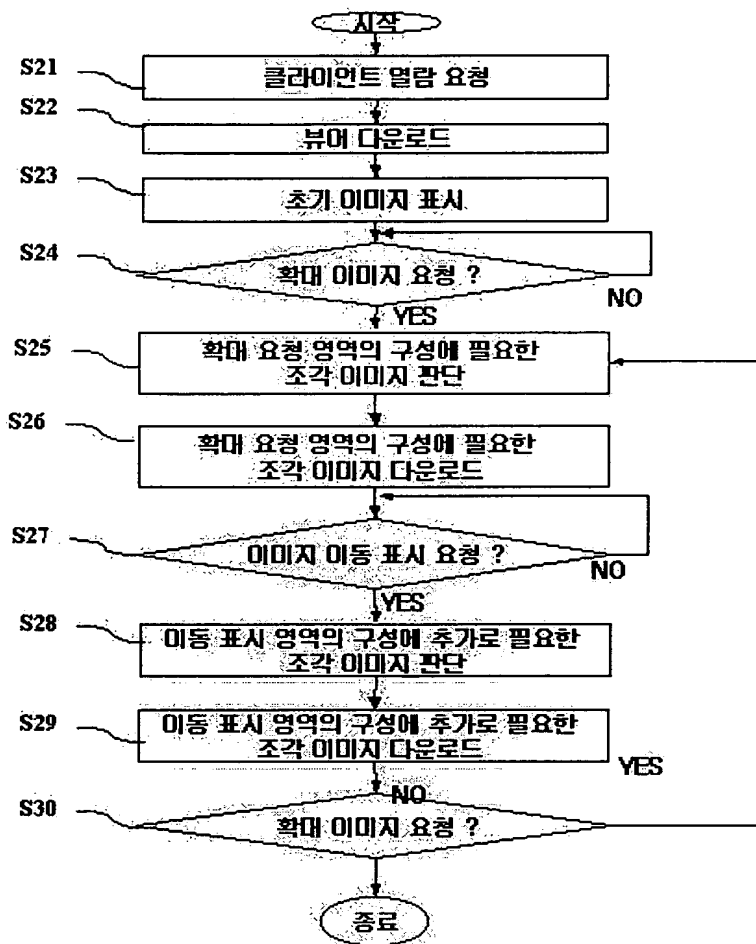 시작
S21
클라이언트 열람 요청
S22
뷰어 다운로드
S23
초기 이미지 표시
S24
확대 이미지 요청 ?
NO
YES
S25
확대 요청 영역의 구성에 필요한
조각 이미지 판단
S26
확대 요청 영역의 구성에 필요한
조각 이미지 다운로드
S27
이미지 이동 표시 요청 ?
NO
YES
S28
이동 표시 영역의 구성에 추가로 필요한
조각 이미지 판단
S29
이동 표시 영역의 구성에 추가로 필요한
조각 이미지 다운로드
YES
NO
S30
확대 이미지 요청 ?
종료